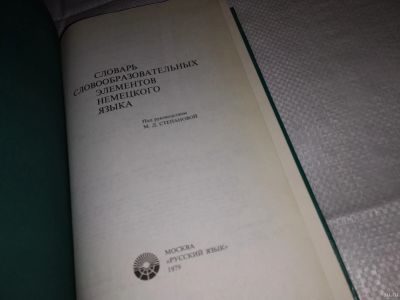 СЛОВАРЬ
СЛОВООБРАЗОВАТЕЛЬНЫХ
ЭЛЕМЕНТОВ
НЕМЕЦКОГО
ЯЗЫКА
Под руководством
М. Д. СТЕПАНОВОЙ
МОСКВА
«РУССКИЙ ЯЗЫК»
1979